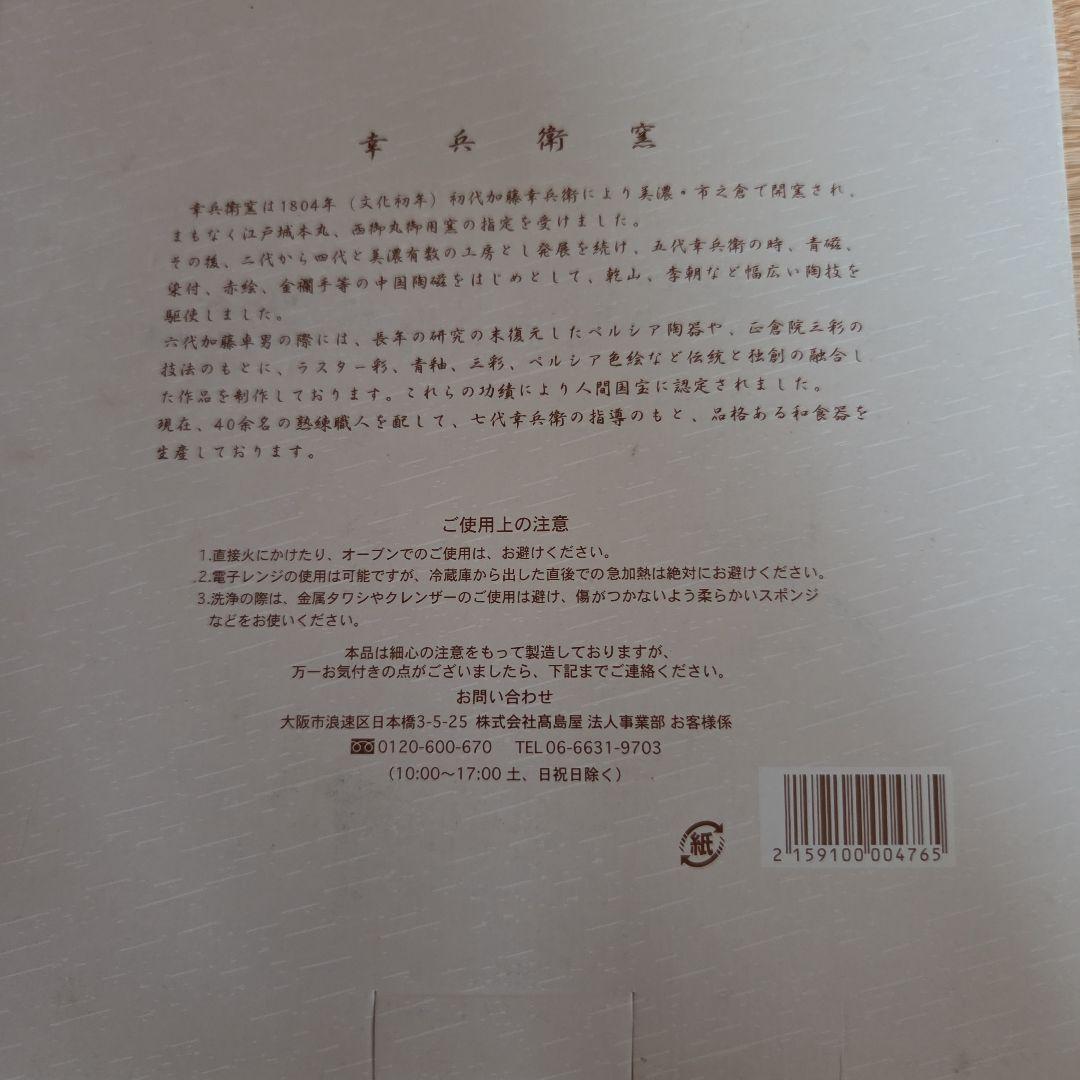 幸兵衛窯
幸兵衛窯は1804年（文化初年）初代加藤幸兵衛により美濃・市之倉で開窯され、
まもなく江戸城本丸、西御丸御用窯の指定を受けました。
その後、二代から四代と美濃有数の工房とし発展を続け、五代幸兵衛の時、青磁、
染付、赤絵、金襴手等の中国陶磁をはじめとして、乾山、李朝など幅広い陶技を
駆使しました。
六代加藤卓男の際には、長年の研究の末復元したペルシア陶器や、正倉院三彩の
技法のもとに、ラスター彩、青釉、三彩、ペルシア色絵など伝統と独創の融合し
た作品を制作しております。これらの功績により人間国宝に認定されました。
現在、40余名の熟練職人を配して、七代幸兵衛の指導のもと、品格ある和食器を
生産しております。
ご使用上の注意
1.直接火にかけたり、オーブンでのご使用は、お避けください。
2.電子レンジの使用は可能ですが、冷蔵庫から出した直後での急加熱は絶対にお避けください。
3.洗浄の際は、金属タワシやクレンザーのご使用は避け、傷がつかないよう柔らかいスポンジ
などをお使いください。
本品は細心の注意をもって製造しておりますが、
万一お気付きの点がございましたら、下記までご連絡ください。
お問い合わせ
大阪市浪速区日本橋3-5-25 株式会社髙島屋 法人事業部 お客様係
0120-600-670 TEL 06-6631-9703
（10:00〜17:00 土、日祝日除く）
紙
2 159100 004765